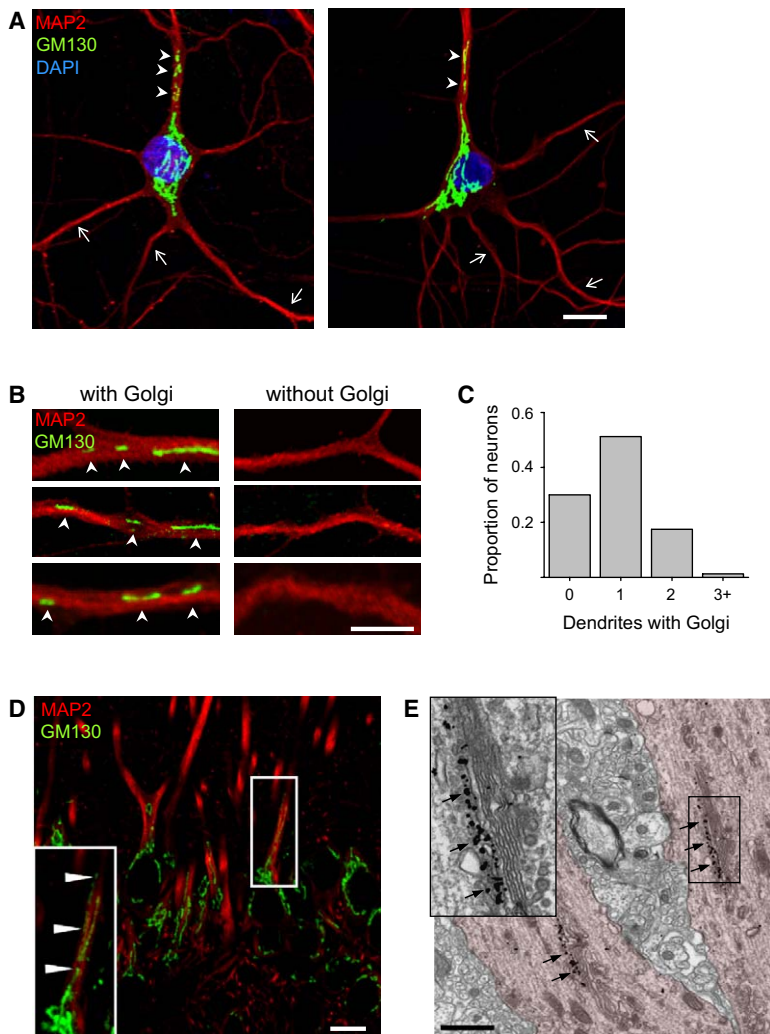 A
MAP2
GM130
DAPI
B
with Golgi
without Golgi
MAP2
GM130
C
Proportion of neurons
0.6
0.4
0.2
0
1
2
3+
Dendrites with Golgi
D
MAP2
GM130
E